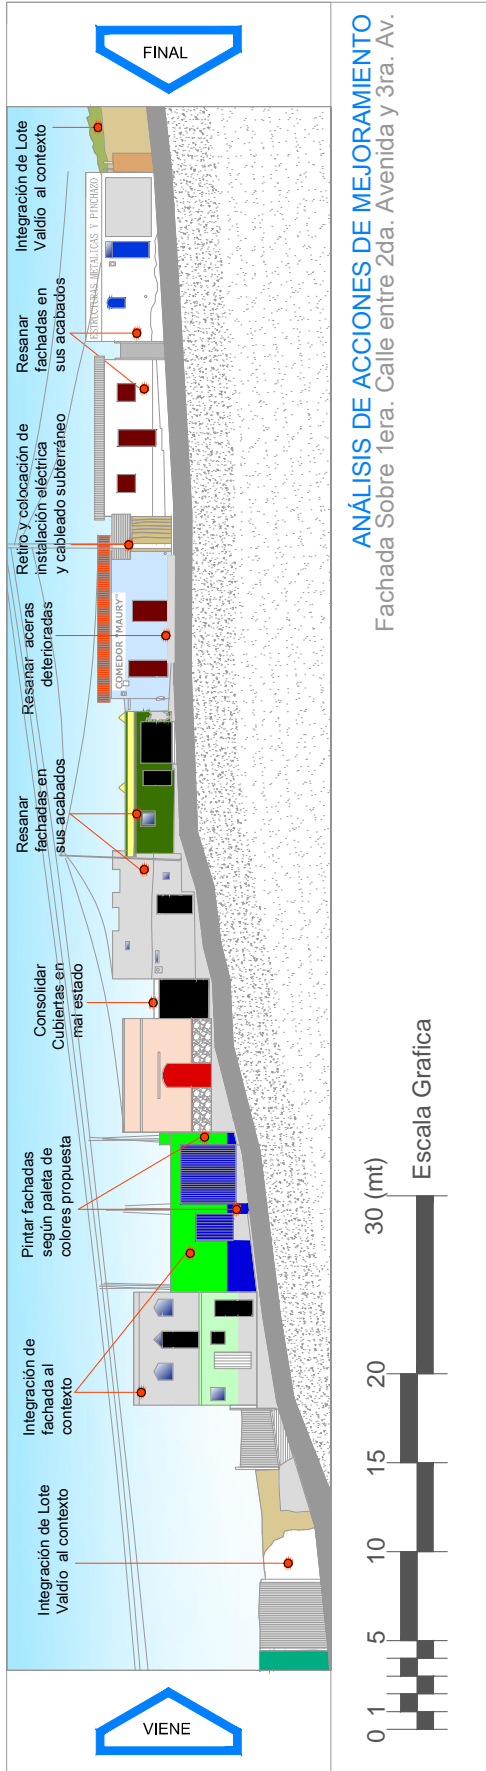 VIENE
Integración de Lote
Valdío al contexto
Integración de
fachada al
contexto
Pintar fachadas
según paleta de
colores propuesta
Consolidar
Cubiertas en
mal estado
Resanar
fachadas en
sus acabados
Resanar aceras
deterioradas
Retiro y colocación de
instalación eléctrica
y cableado subterráneo
Resanar
fachadas en
sus acabados
Integración de Lote
Valdío al contexto
FINAL
COMEDOR "MAURY"
ESTRUCTURAS METALICAS Y PINCHAZO
0 1 5 10 15 20 30 (mt)
Escala Grafica
ANÁLISIS DE ACCIONES DE MEJORAMIENTO
Fachada Sobre 1era. Calle entre 2da. Avenida y 3ra. Av.